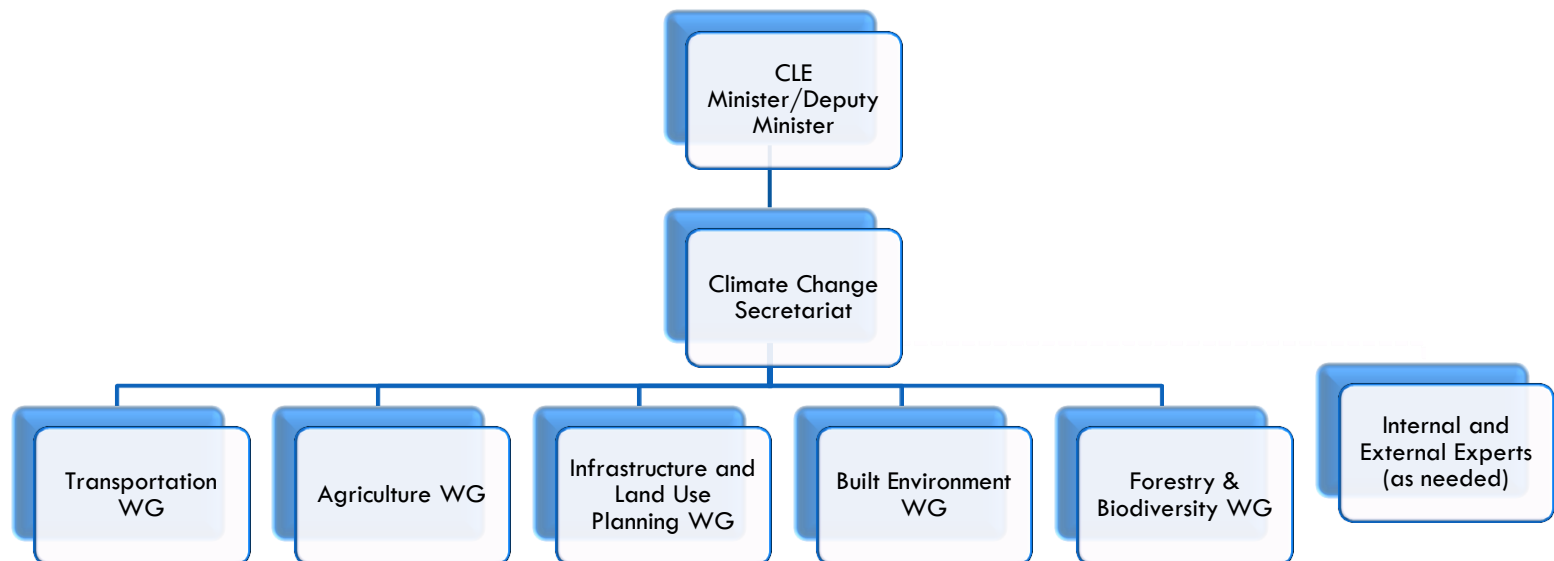 CLE
Minister/Deputy
Minister
Climate Change
Secretariat
Transportation
WG
Agriculture WG
Infrastructure and
Land Use
Planning WG
Built Environment
WG
Forestry &
Biodiversity WG
Internal and
External Experts
(as needed)